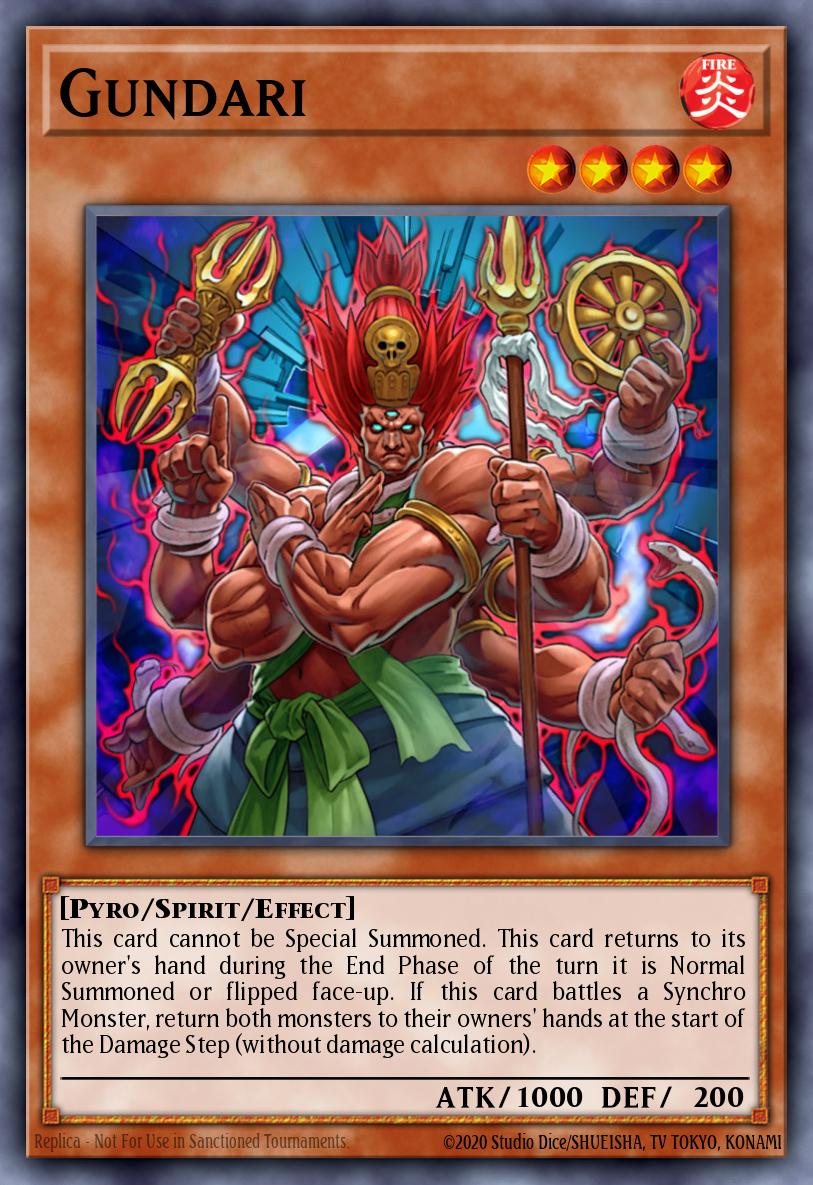 GUNDARI
FIRE
炎
[PYRO/SPIRIT/EFFECT]
This card cannot be Special Summoned. This card returns to its
owner's hand during the End Phase of the turn it is Normal
Summoned or flipped face-up. If this card battles a Synchro
Monster, return both monsters to their owners' hands at the start of
the Damage Step (without damage calculation).
ATK/1000 DEF/ 200
Replica - Not For Use in Sanctioned Tournaments.
©2020 Studio Dice/SHUEISHA, TV TOKYO, KONAMI